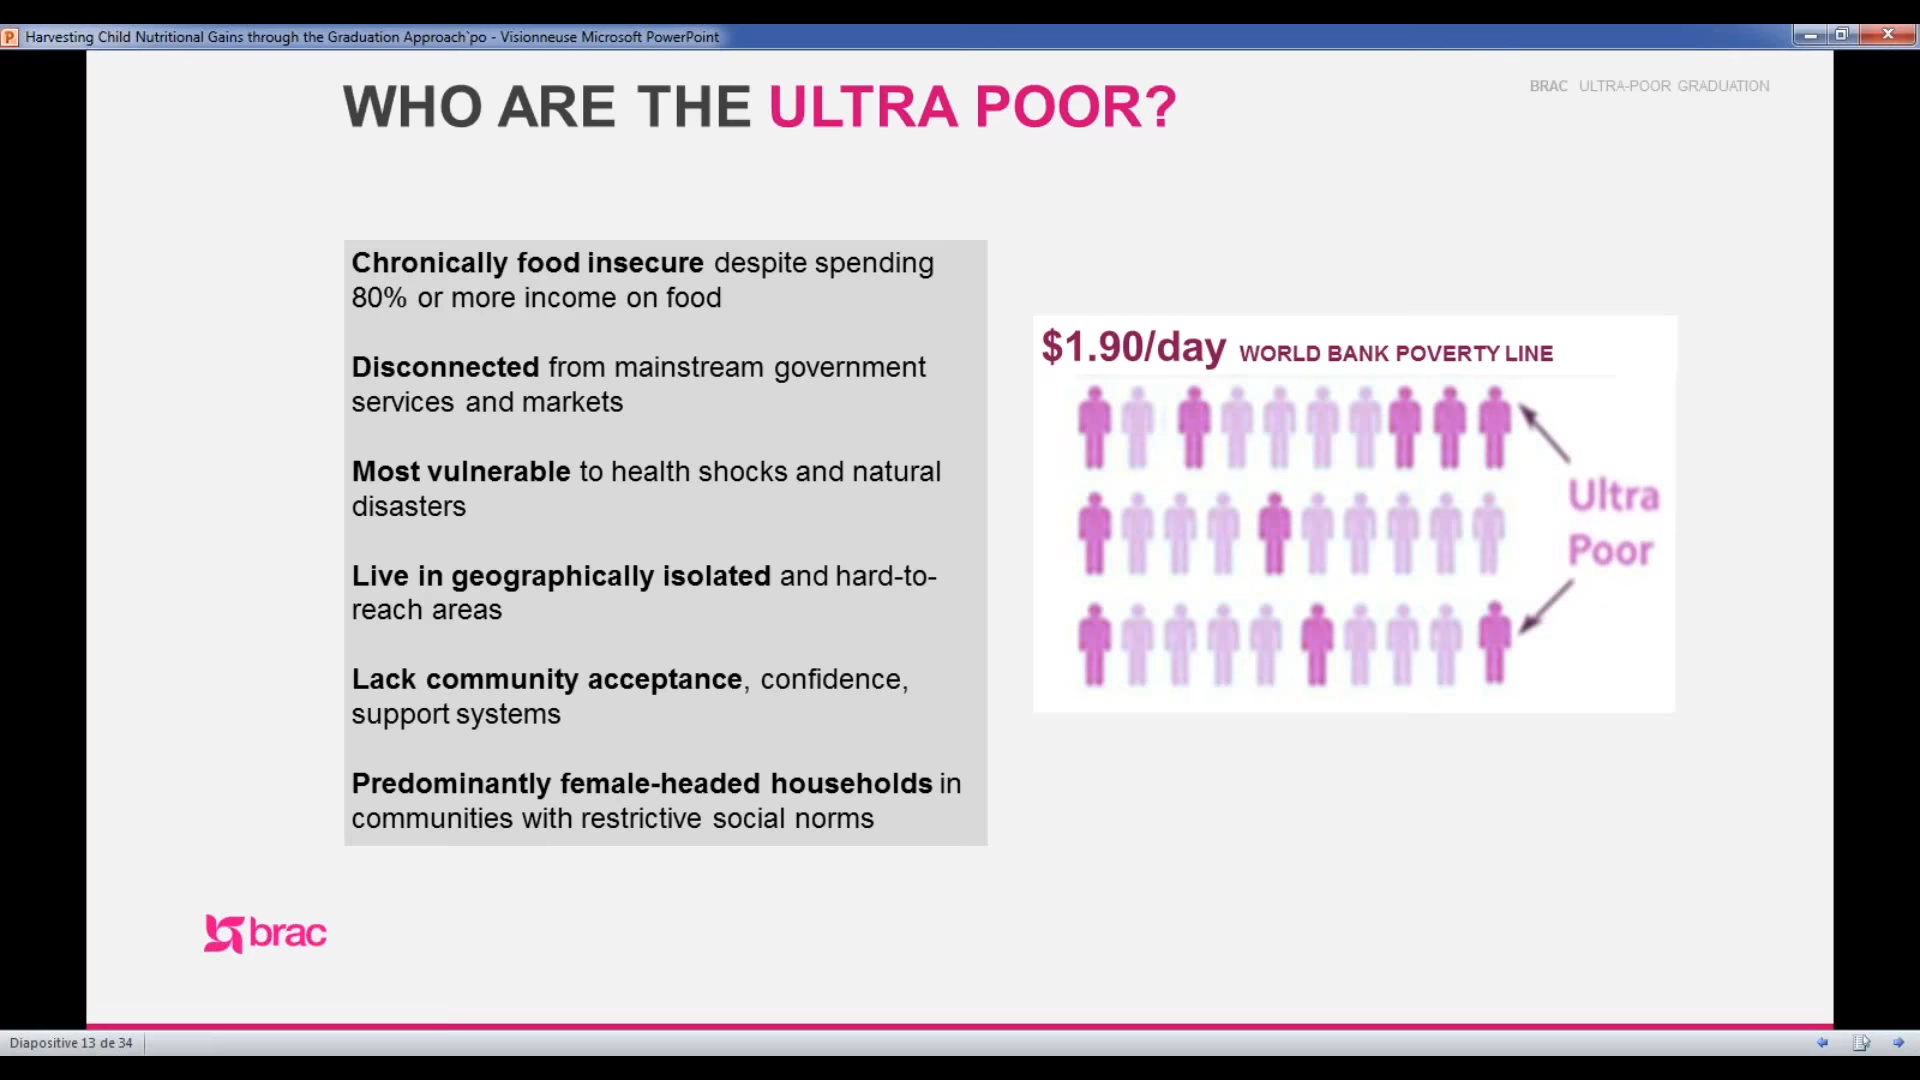 Harvesting Child Nutritional Gains through the Graduation Approach`po - Visionneuse Microsoft PowerPoint
WHO ARE THE ULTRA POOR?
BRAC ULTRA-POOR GRADUATION
Chronically food insecure despite spending
80% or more income on food
Disconnected from mainstream government
services and markets
Most vulnerable to health shocks and natural
disasters
Live in geographically isolated and hard-to-
reach areas
Lack community acceptance, confidence,
support systems
Predominantly female-headed households in
communities with restrictive social norms
$1.90/day WORLD BANK POVERTY LINE
Ultra
Poor
brac
Diapositive 13 de 34